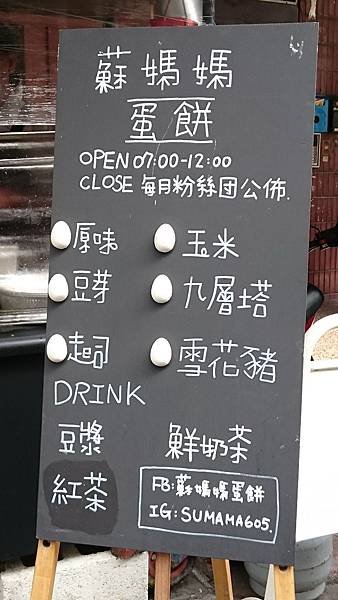 蘇媽媽
蛋餅
OPEN 07:00-12:00
CLOSE 每月粉絲团公佈.
原味 玉米
豆芽 九層塔
起司 雪花豬
DRINK
豆漿 鮮奶茶
紅茶
FB:蘇媽媽蛋餅
IG:SUMAMA605.